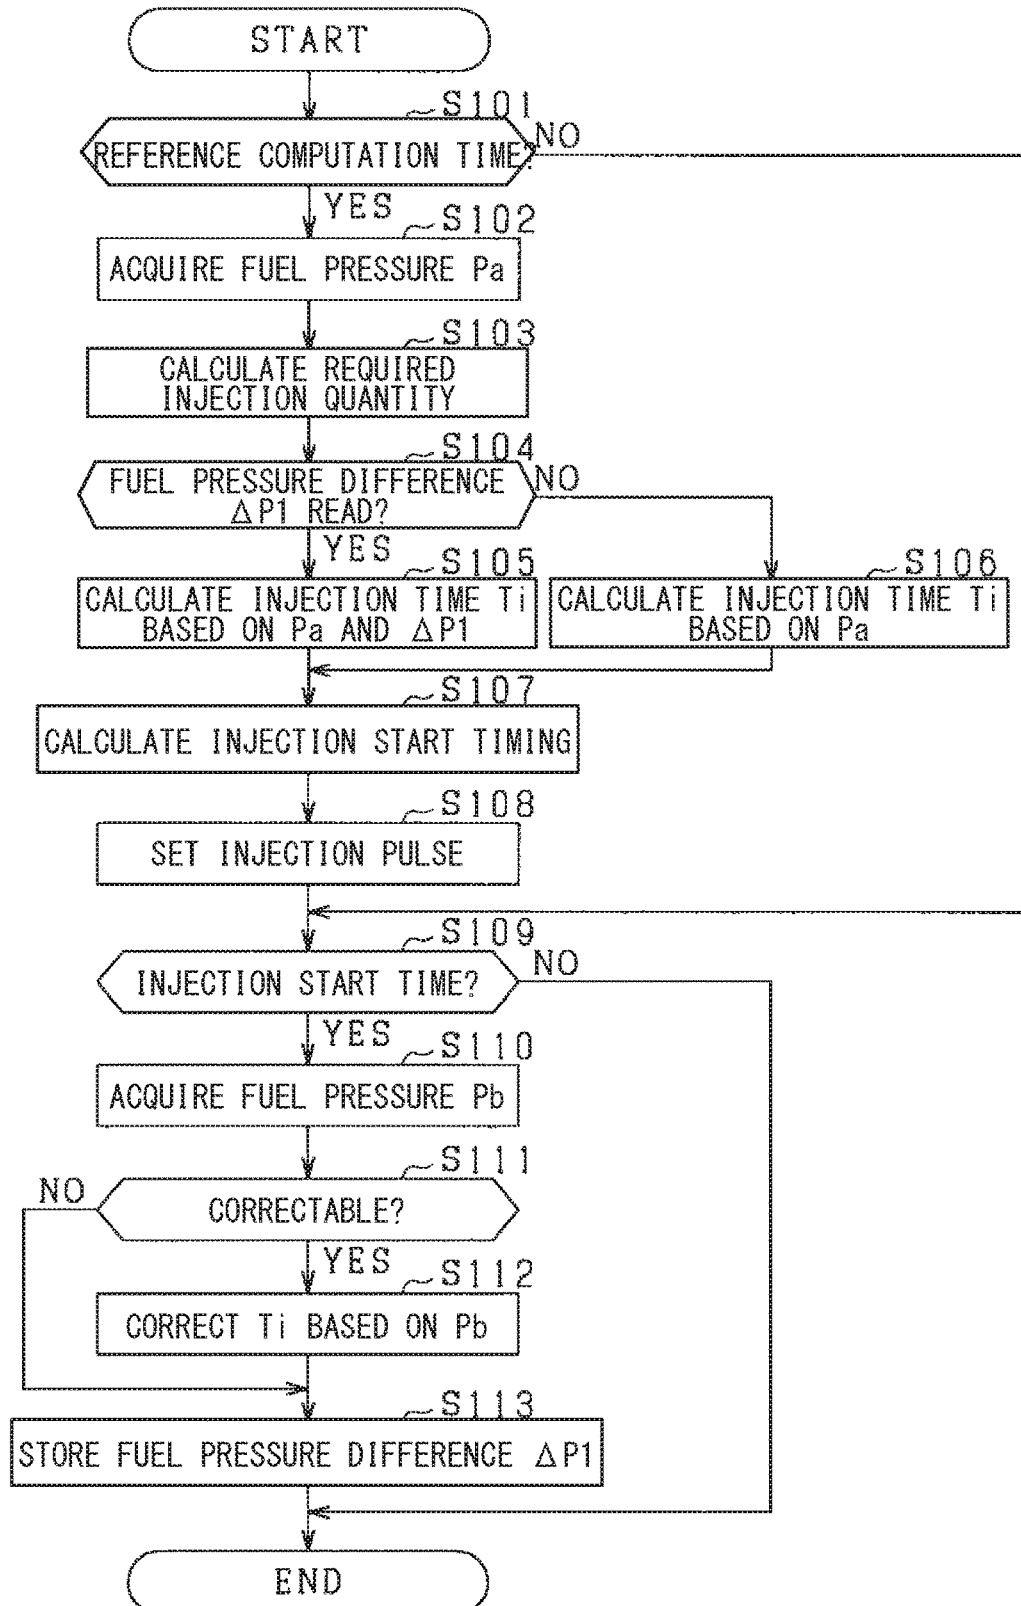 START
S101
REFERENCE COMPUTATION TIME?
NO
YES
S102
ACQUIRE FUEL PRESSURE Pa
S103
CALCULATE REQUIRED
INJECTION QUANTITY
S104
FUEL PRESSURE DIFFERENCE
ΔP1 READ?
NO
YES
S105
CALCULATE INJECTION TIME Ti
BASED ON Pa AND ΔP1
S106
CALCULATE INJECTION TIME Ti
BASED ON Pa
S107
CALCULATE INJECTION START TIMING
S108
SET INJECTION PULSE
S109
INJECTION START TIME?
NO
YES
S110
ACQUIRE FUEL PRESSURE Pb
S111
CORRECTABLE?
NO
YES
S112
CORRECT Ti BASED ON Pb
S113
STORE FUEL PRESSURE DIFFERENCE ΔP1
END